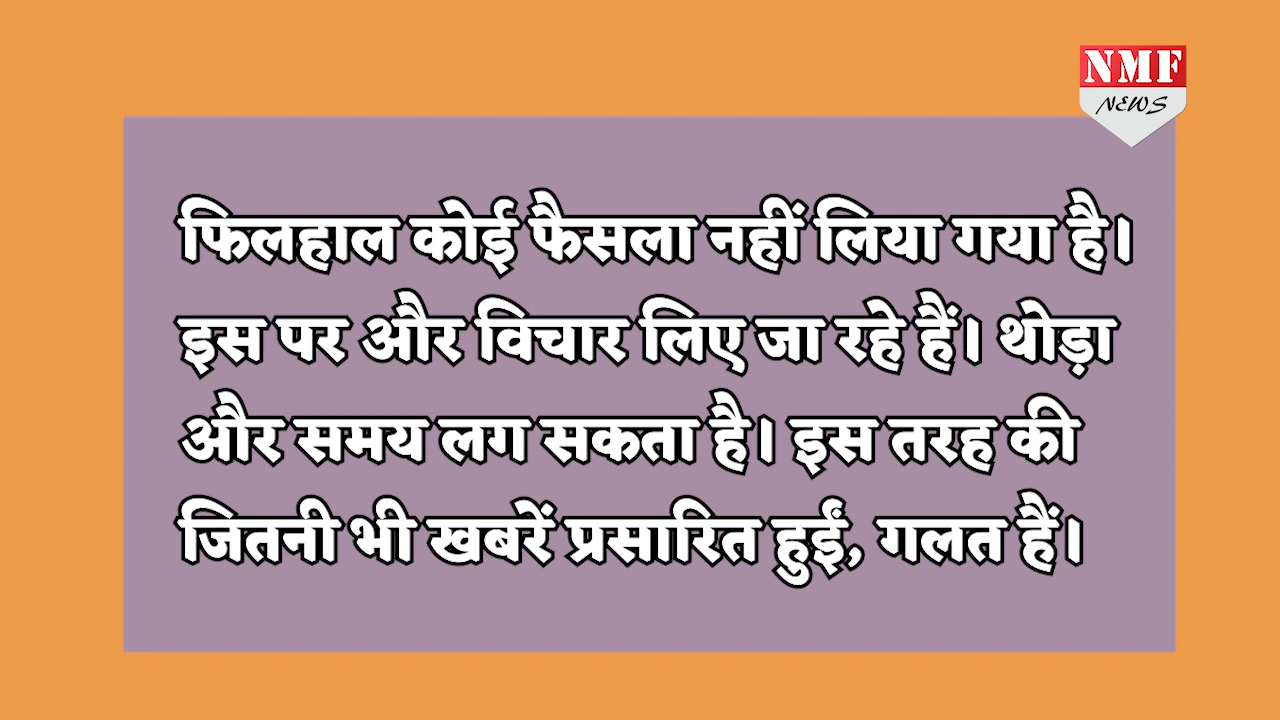 NMF
NEWS
फिलहाल कोई फैसला नहीं लिया गया है।
इस पर और विचार लिए जा रहे हैं। थोड़ा
और समय लग सकता है। इस तरह की
जितनी भी खबरें प्रसारित हुईं, गलत हैं।